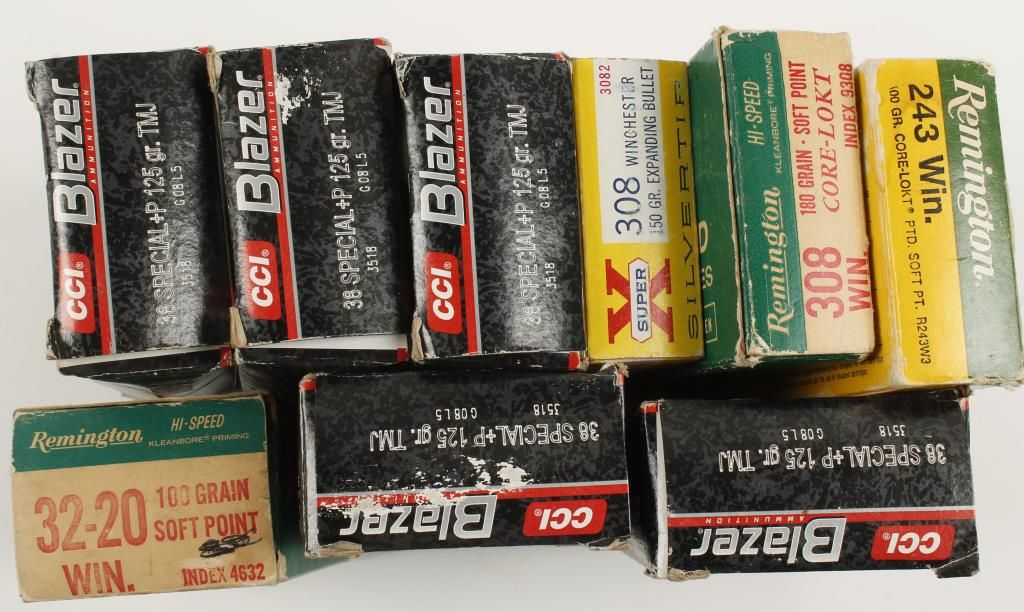 CCI® Blazer®
AMMUNITION
38 SPECIAL+P 125 gr. TMJ
3518 G08L5
CCI® Blazer®
AMMUNITION
38 SPECIAL+P 125 gr. TMJ
3518 G08L5
CCI® Blazer®
AMMUNITION
38 SPECIAL+P 125 gr. TMJ
3518 G08L5
SUPER X
308 WINCHESTER 3082
150 GR. EXPANDING BULLET
SILVERTIP
Remington HI-SPEED
KLEANBORE® PRIMING
308 WIN.
180 GRAIN - SOFT POINT
CORE-LOKT
INDEX 9308
Remington®
243 Win.
100 GR. CORE-LOKT® PTD. SOFT PT. R243W3
Remington HI-SPEED
KLEANBORE® PRIMING
32-20 100 GRAIN
SOFT POINT
WIN. INDEX 4632
CCI® Blazer®
38 SPECIAL+P 125 gr. TMJ
3518 G08L5
CCI® Blazer®
AMMUNITION
38 SPECIAL+P 125 gr. TMJ
3518 G08L5